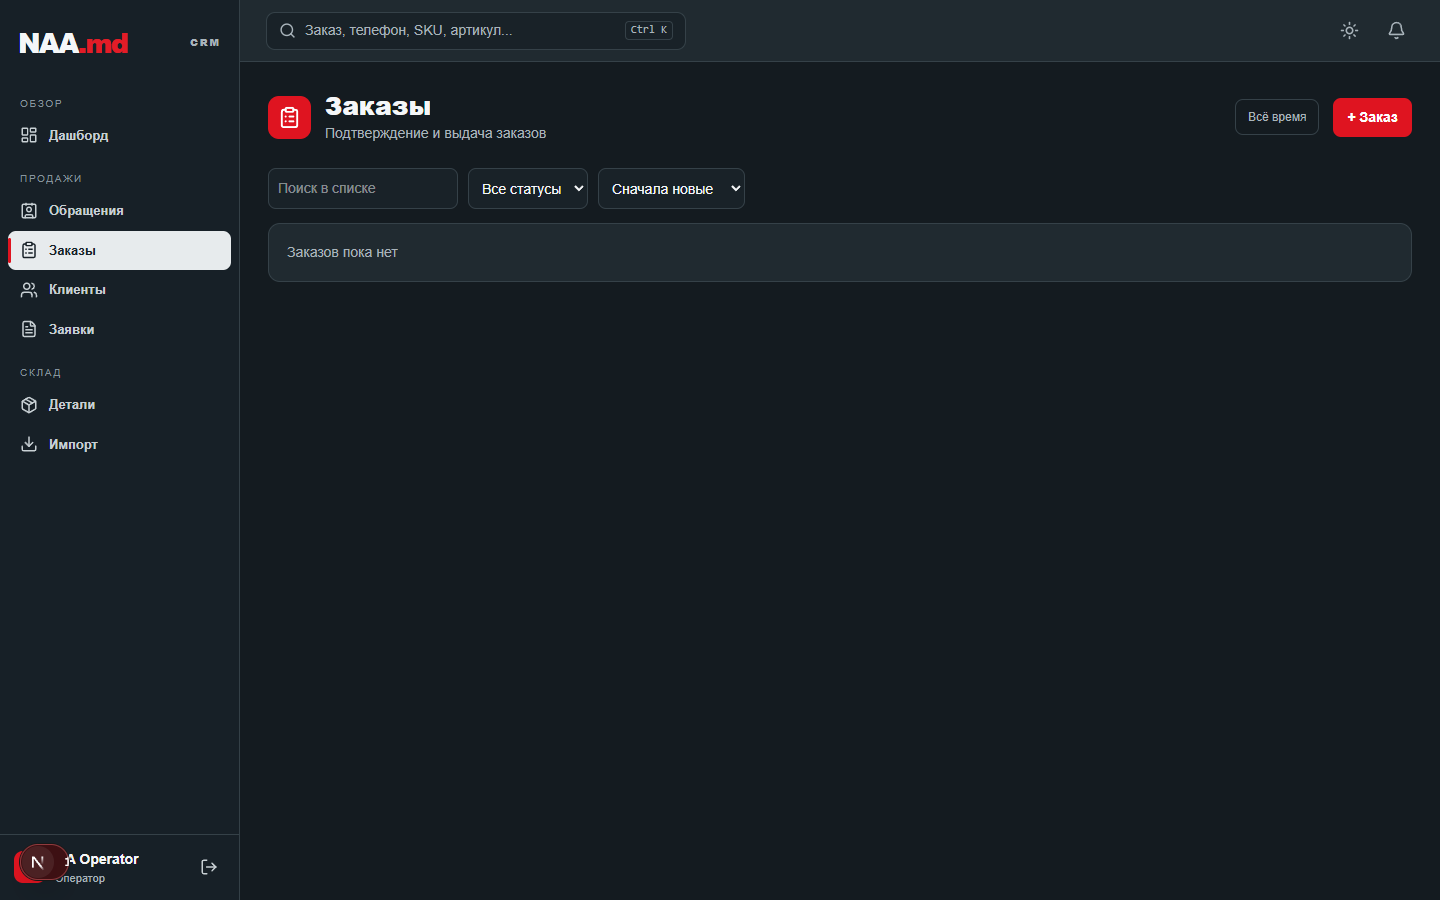 NAA.md CRM
Заказ, телефон, SKU, артикул...
Ctrl K
ОБЗОР
Дашборд
ПРОДАЖИ
Обращения
Заказы
Клиенты
Заявки
СКЛАД
Детали
Импорт
Operator
Заказы
Подтверждение и выдача заказов
Всё время
+ Заказ
Поиск в списке
Все статусы
Сначала новые
Заказов пока нет